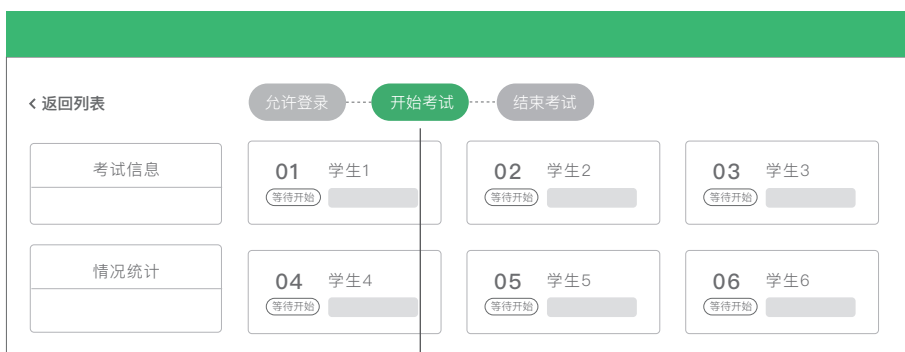 返回列表
允许登录 开始考试 结束考试
考试信息
01 学生1
等待开始
02 学生2
等待开始
03 学生3
等待开始
情况统计
04 学生4
等待开始
05 学生5
等待开始
06 学生6
等待开始